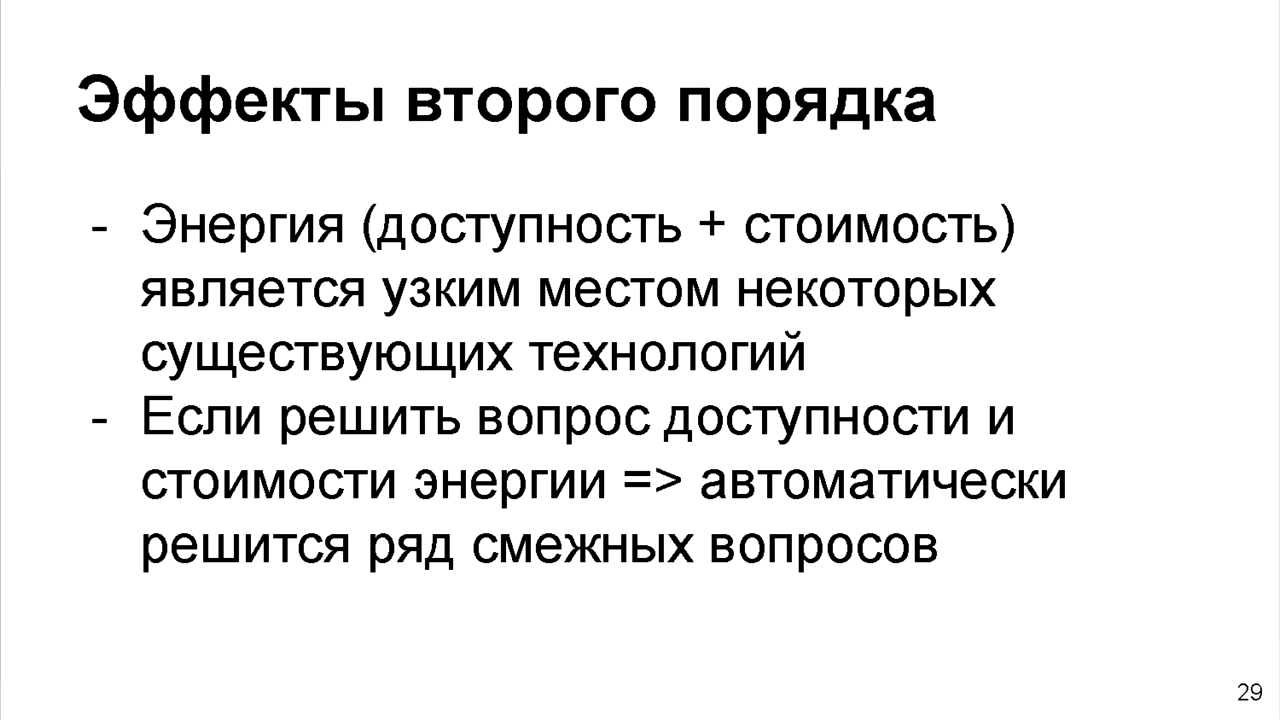 Эффекты второго порядка
- Энергия (доступность + стоимость)
является узким местом некоторых
существующих технологий
- Если решить вопрос доступности и
стоимости энергии => автоматически
решится ряд смежных вопросов
29